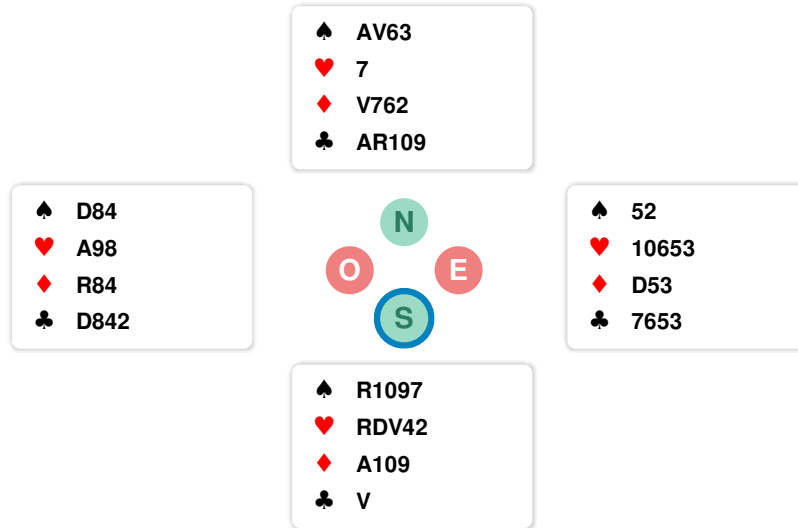 ♠ AV63
♥ 7
♦ V762
♣ AR109
♠ D84
♥ A98
♦ R84
♣ D842
N
O E
S
♠ 52
♥ 10653
♦ D53
♣ 7653
♠ R1097
♥ RDV42
♦ A109
♣ V